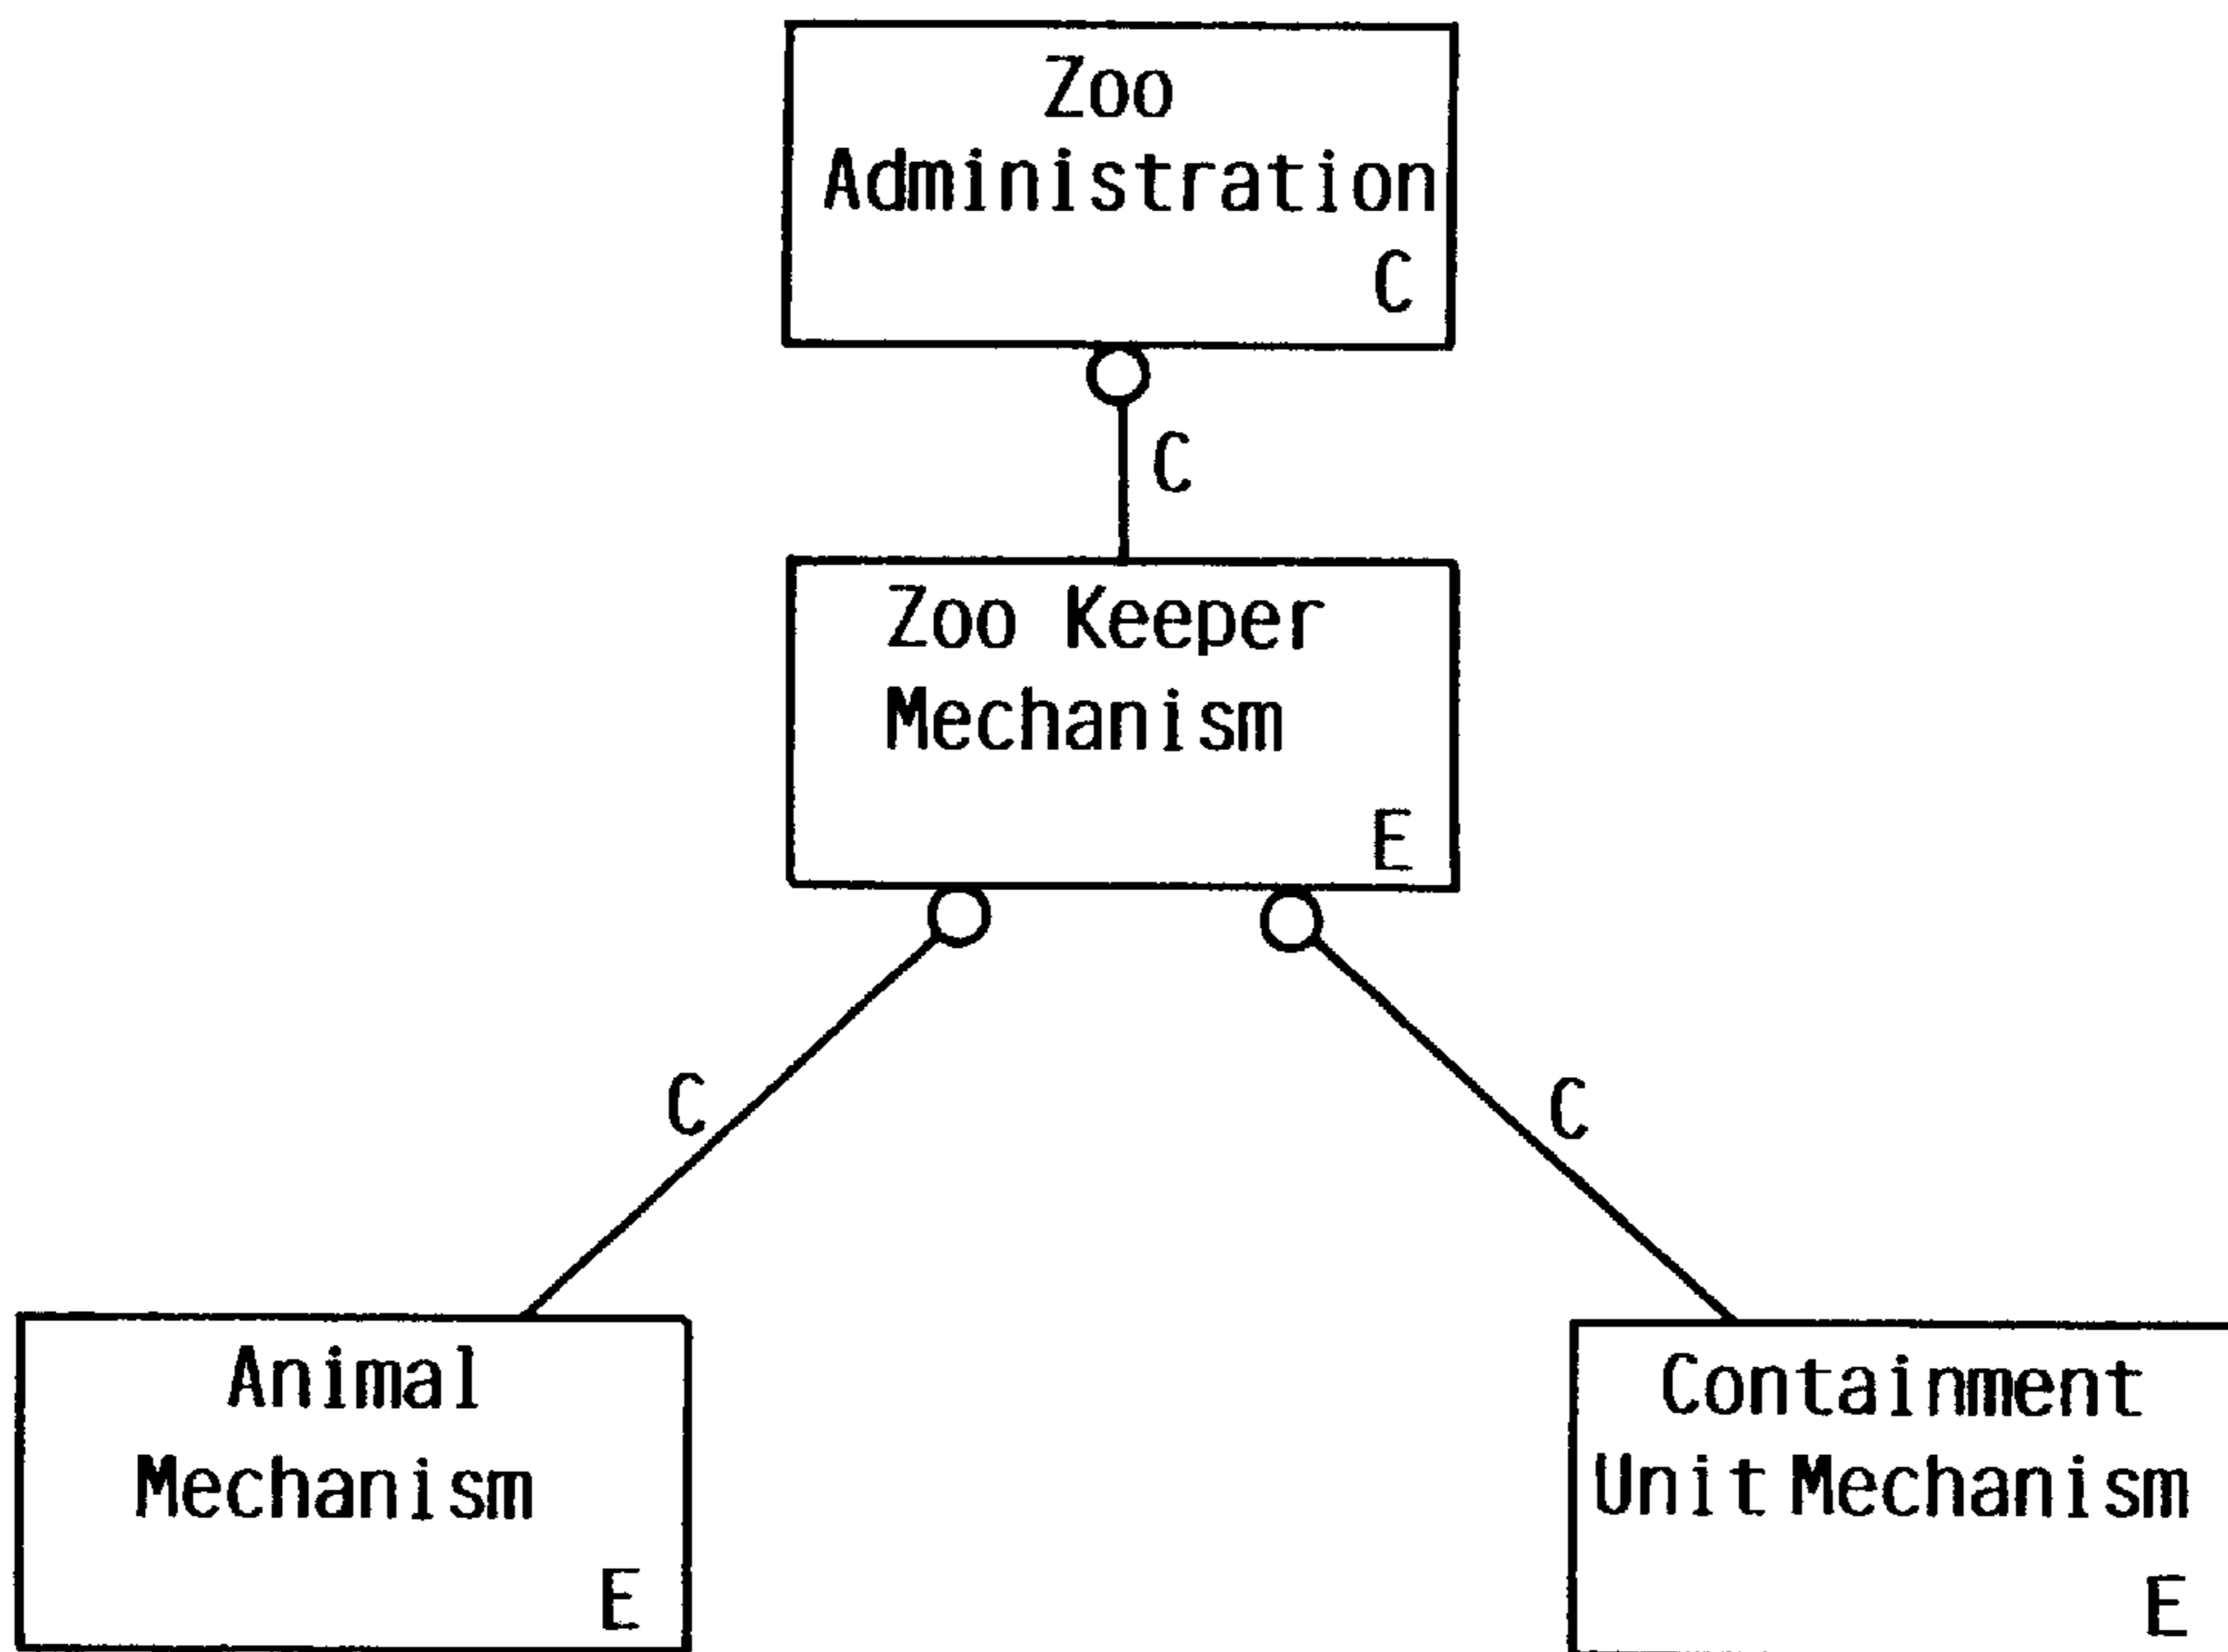 Zoo
Administration
C
C
Zoo Keeper
Mechanism
E
C
C
Animal
Mechanism
E
Containment
Unit Mechanism
E